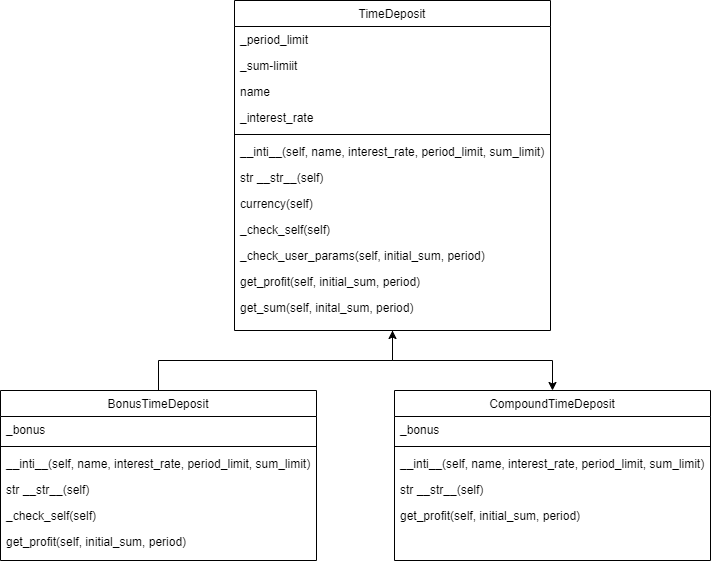 TimeDeposit
_period_limit
_sum-limiit
name
_interest_rate
__inti__(self, name, interest_rate, period_limit, sum_limit)
str __str__(self)
currency(self)
_check_self(self)
_check_user_params(self, initial_sum, period)
get_profit(self, initial_sum, period)
get_sum(self, inital_sum, period)
BonusTimeDeposit
_bonus
__inti__(self, name, interest_rate, period_limit, sum_limit)
str __str__(self)
_check_self(self)
get_profit(self, initial_sum, period)
CompoundTimeDeposit
_bonus
__inti__(self, name, interest_rate, period_limit, sum_limit)
str __str__(self)
get_profit(self, initial_sum, period)